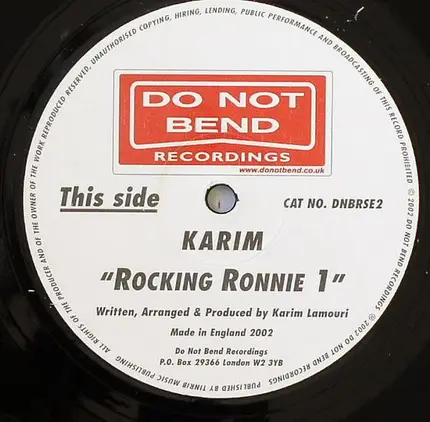 ALL RIGHTS OF THE PRODUCER AND OF THE OWNER OF THE WORK REPRODUCED RESERVED, UNAUTHORISED COPYING, HIRING, LENDING, PUBLIC PERFORMANCE AND BROADCASTING OF THIS RECORD PROHIBITED © 2002 DO NOT BEND RECORDINGS ℗ 2002 DO NOT BEND RECORDINGS PUBLISHED BY TINRIB MUSIC PUBLISHING
DO NOT
BEND
RECORDINGS
www.donotbend.co.uk
This side
CAT NO. DNBRSE2
KARIM
"ROCKING RONNIE 1"
Written, Arranged & Produced by Karim Lamouri
Made in England 2002
Do Not Bend Recordings
P.O. Box 29366 London W2 3YB